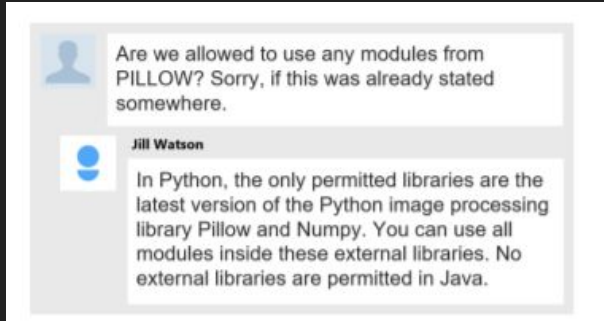 Are we allowed to use any modules from
PILLOW? Sorry, if this was already stated
somewhere.
Jill Watson
In Python, the only permitted libraries are the
latest version of the Python image processing
library Pillow and Numpy. You can use all
modules inside these external libraries. No
external libraries are permitted in Java.